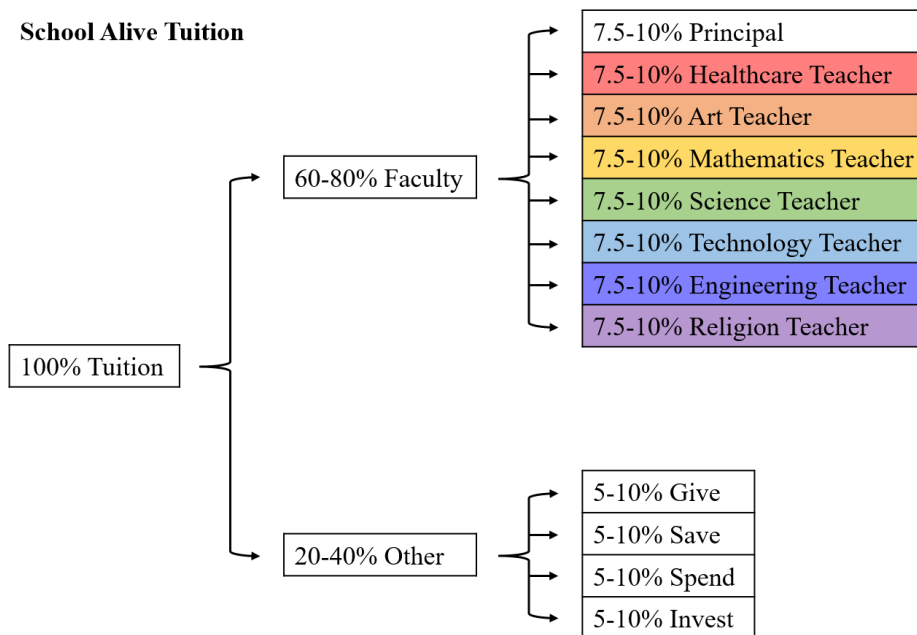 School Alive Tuition
7.5-10% Principal
7.5-10% Healthcare Teacher
7.5-10% Art Teacher
7.5-10% Mathematics Teacher
60-80% Faculty
7.5-10% Science Teacher
7.5-10% Technology Teacher
7.5-10% Engineering Teacher
7.5-10% Religion Teacher
100% Tuition
5-10% Give
5-10% Save
20-40% Other
5-10% Spend
5-10% Invest